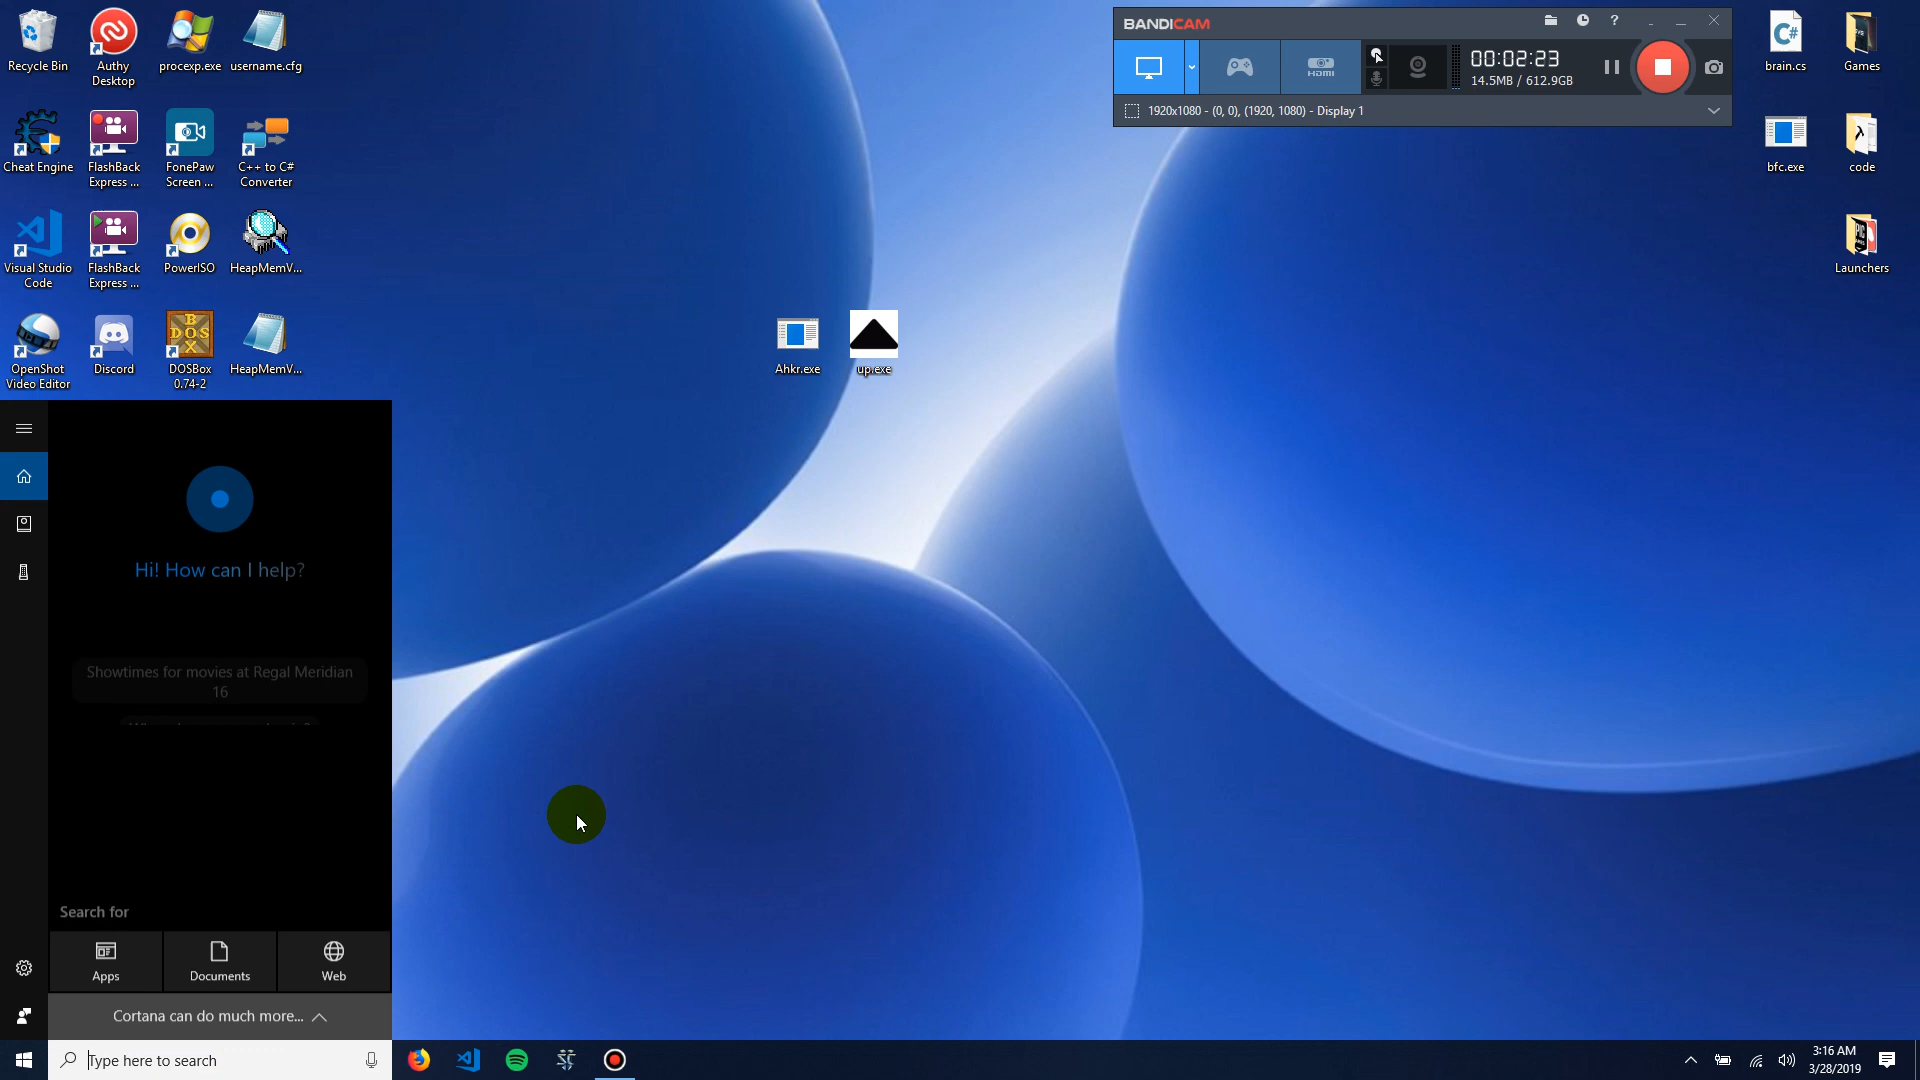 Recycle Bin
Authy
Desktop
procexp.exe
username.cfg
Cheat Engine
FlashBack
Express ...
FonePaw
Screen ...
C++ to C#
Converter
Visual Studio
Code
FlashBack
Express ...
PowerISO
HeapMemV...
OpenShot
Video Editor
Discord
BOX
DOS
DOSBox
0.74-2
HeapMemV...
Ahkr.exe
up.exe
BANDICAM
?
HDMI
00:02:23
14.5MB / 612.9GB
1920x1080 - (0, 0), (1920, 1080) - Display 1
C#
brain.cs
Games
bfc.exe
code
EPIC
Launchers
Hi! How can I help?
Showtimes for movies at Regal Meridian
16
Search for
Apps
Documents
Web
Cortana can do much more...
Type here to search
3:16 AM
3/28/2019